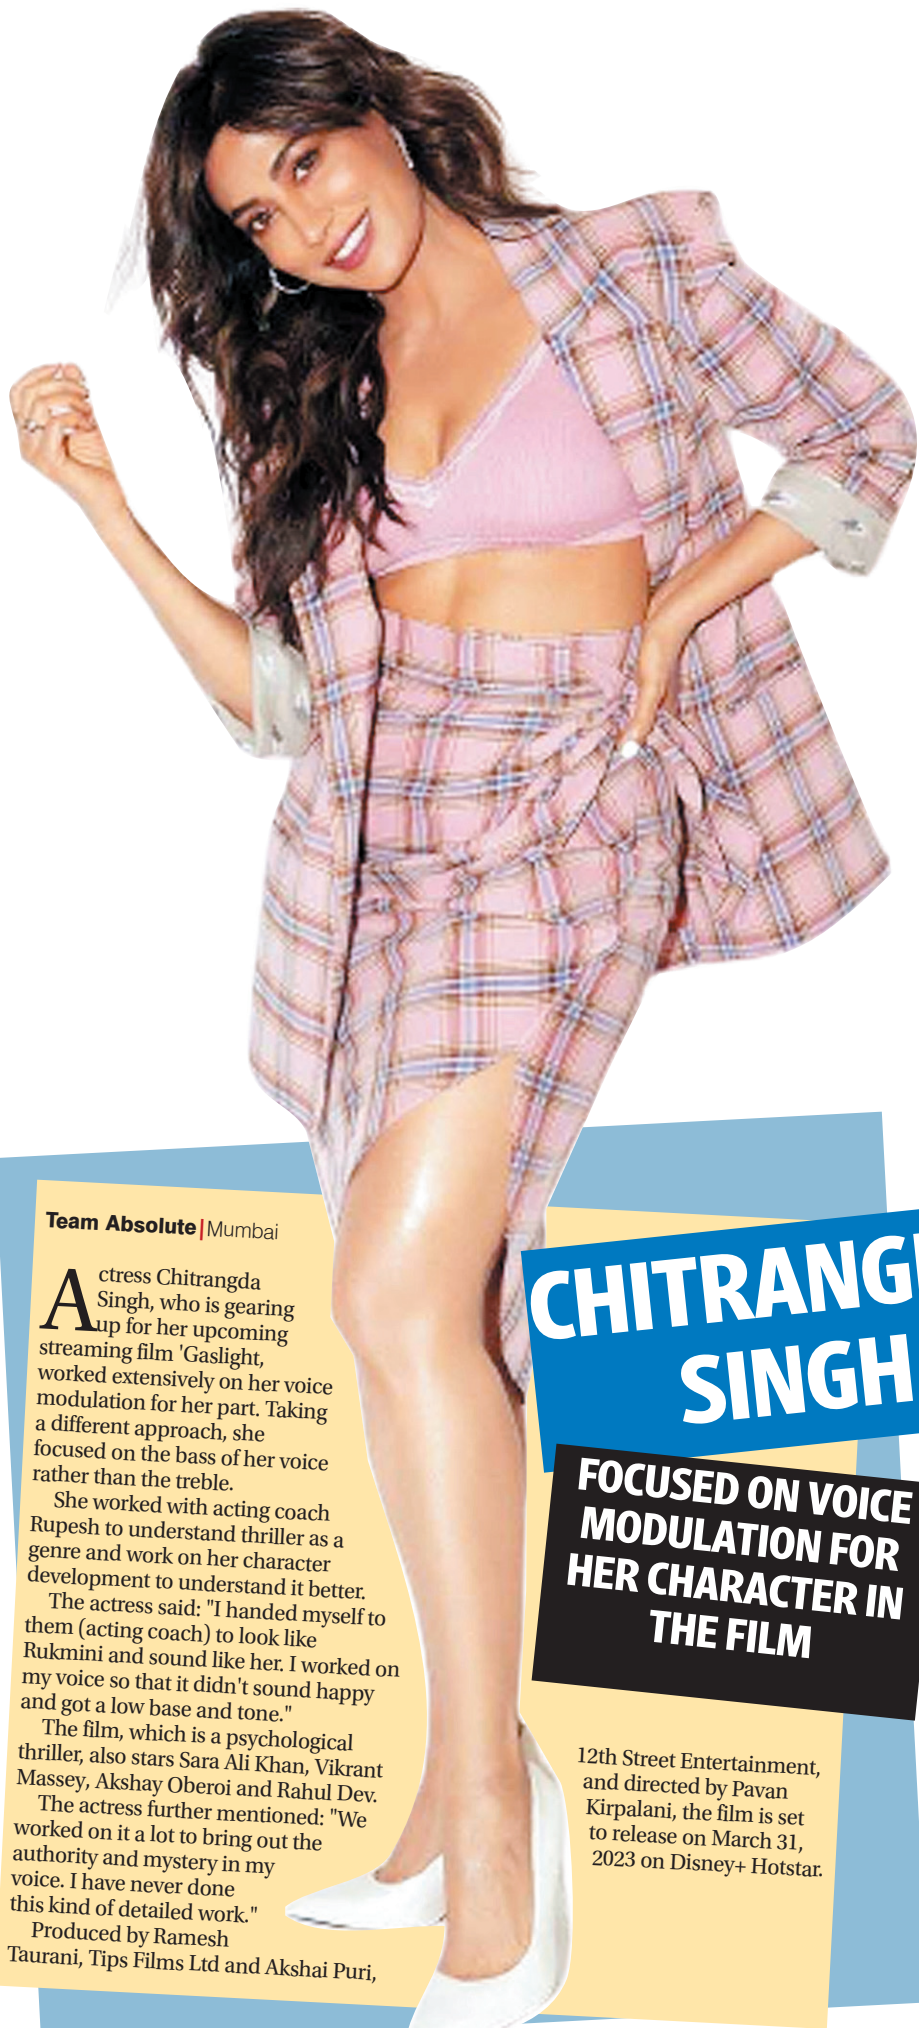 Team Absolute|Mumbai
Actress Chitrangda
Singh, who is gearing
up for her upcoming
streaming film 'Gaslight,
worked extensively on her voice
modulation for her part. Taking
a different approach, she
focused on the bass of her voice
rather than the treble.
She worked with acting coach
Rupesh to understand thriller as a
genre and work on her character
development to understand it better.
The actress said: "I handed myself to
them (acting coach) to look like
Rukmini and sound like her. I worked on
my voice so that it didn't sound happy
and got a low base and tone."
The film, which is a psychological
thriller, also stars Sara Ali Khan, Vikrant
Massey, Akshay Oberoi and Rahul Dev.
The actress further mentioned: "We
worked on it a lot to bring out the
authority and mystery in my
voice. I have never done
this kind of detailed work."
Produced by Ramesh
Taurani, Tips Films Ltd and Akshai Puri,
CHITRANG
SINGH
FOCUSED ON VOICE
MODULATION FOR
HER CHARACTER IN
THE FILM
12th Street Entertainment,
and directed by Pavan
Kirpalani, the film is set
to release on March 31,
2023 on Disney+ Hotstar.